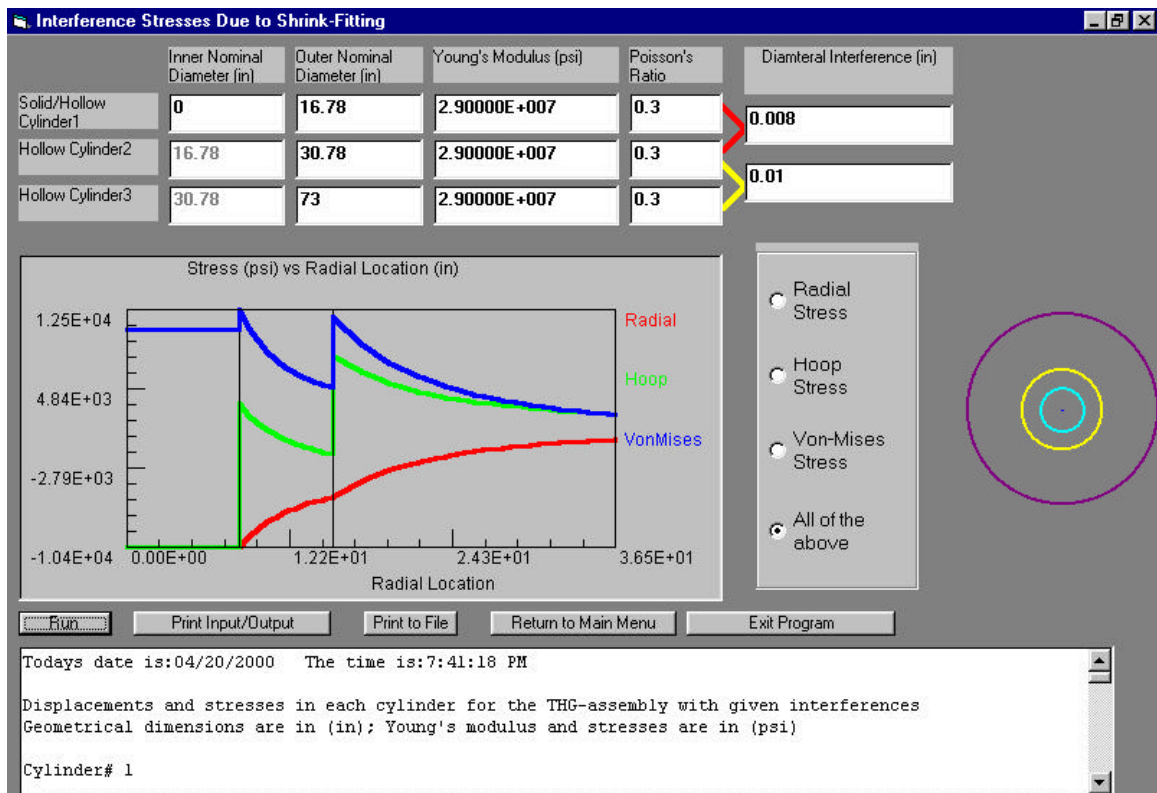 Interference Stresses Due to Shrink-Fitting
Inner Nominal Diameter (in)
Outer Nominal Diameter (in)
Young's Modulus (psi)
Poisson's Ratio
Diamteral Interference (in)
Solid/Hollow Cylinder1
0
16.78
2.90000E+007
0.3
0.008
Hollow Cylinder2
16.78
30.78
2.90000E+007
0.3
0.01
Hollow Cylinder3
30.78
73
2.90000E+007
0.3
Stress (psi) vs Radial Location (in)
1.25E+04
4.84E+03
-2.79E+03
-1.04E+04
0.00E+00
1.22E+01
2.43E+01
3.65E+01
Radial Location
Radial
Hoop
VonMises
Radial Stress
Hoop Stress
Von-Mises Stress
All of the above
Run
Print Input/Output
Print to File
Return to Main Menu
Exit Program
Todays date is:04/20/2000 The time is:7:41:18 PM
Displacements and stresses in each cylinder for the THG-assembly with given interferences
Geometrical dimensions are in (in); Young's modulus and stresses are in (psi)
Cylinder# 1